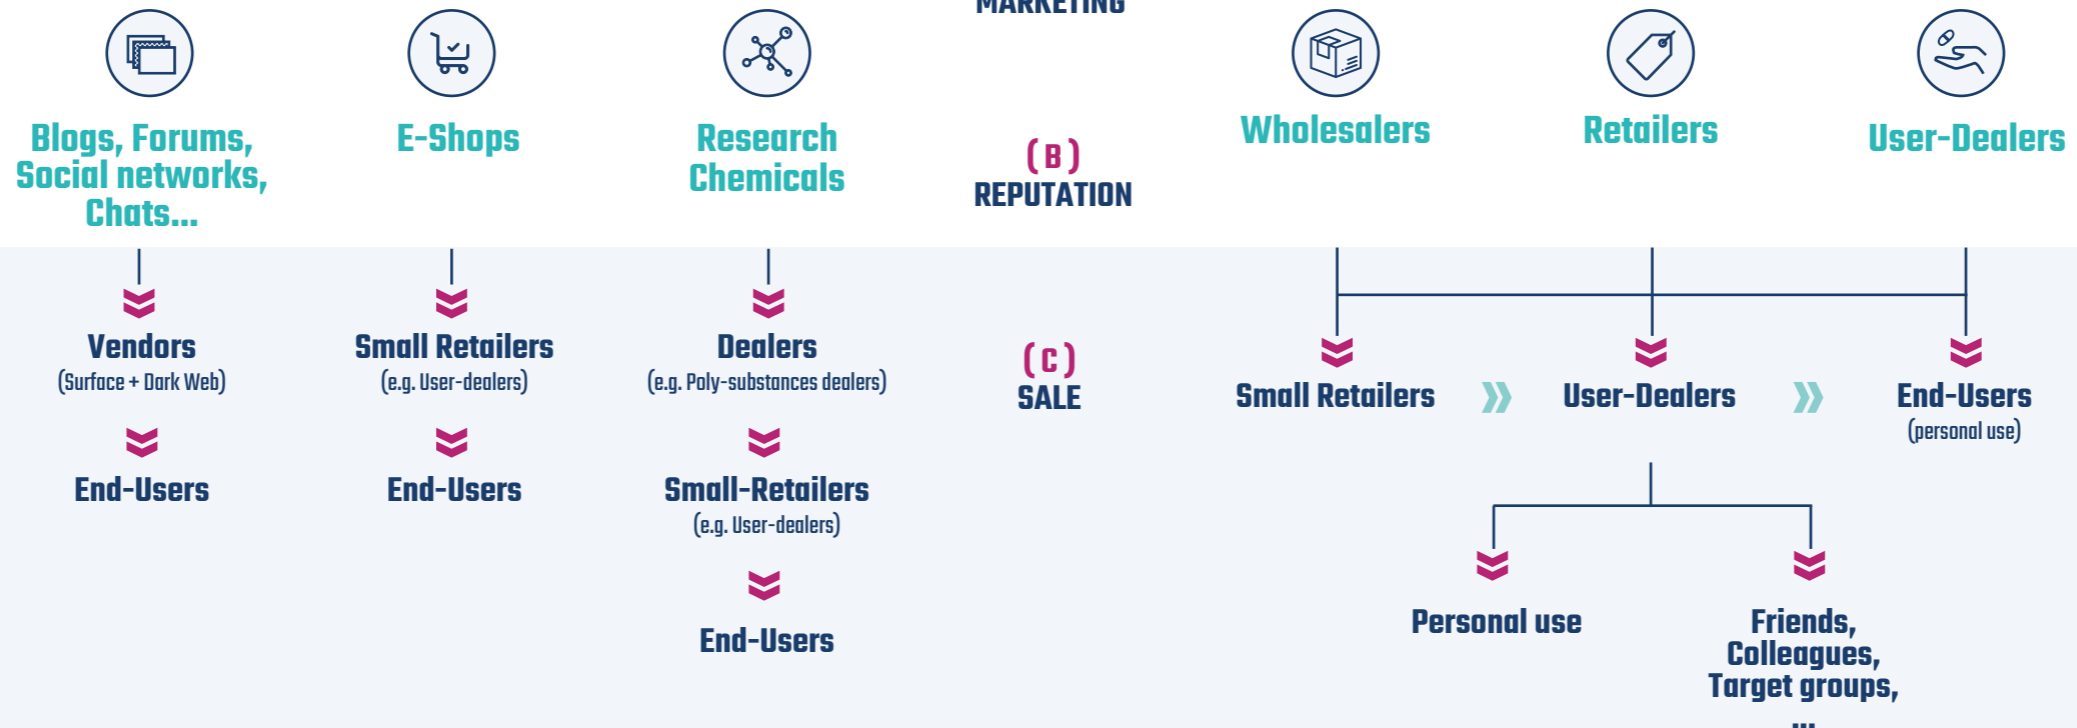 MARKETING
Blogs, Forums,
Social networks,
Chats...
E-Shops
Research
Chemicals
( B )
REPUTATION
Wholesalers
Retailers
User-Dealers
Vendors
(Surface + Dark Web)
End-Users
Small Retailers
(e.g. User-dealers)
End-Users
Dealers
(e.g. Poly-substances dealers)
Small-Retailers
(e.g. User-dealers)
End-Users
( C )
SALE
Small Retailers
User-Dealers
End-Users
(personal use)
Personal use
Friends,
Colleagues,
Target groups,
...